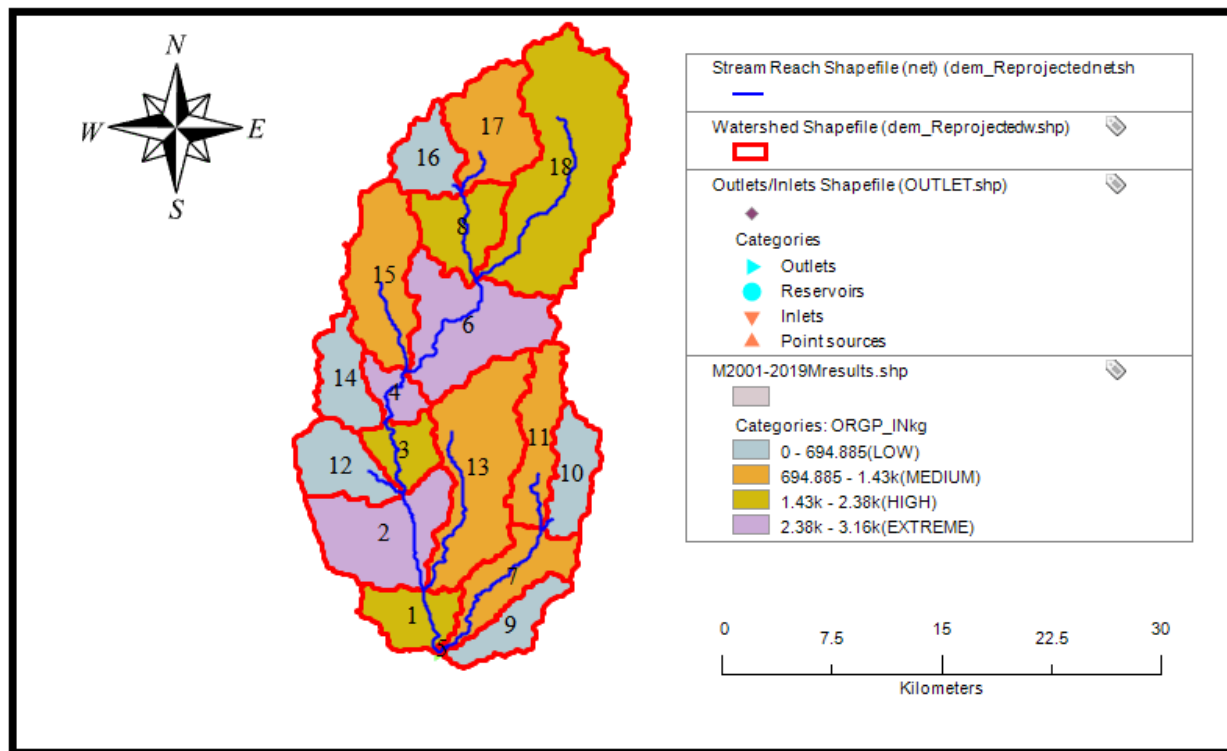 N
W E
S
17
16
18
8
15
6
14
4
3
11
12
13
10
2
7
1
9
5
Stream Reach Shapefile (net) (dem_Reprojectednet.sh
Watershed Shapefile (dem_Reprojectedw.shp)
Outlets/Inlets Shapefile (OUTLET.shp)
Categories
Outlets
Reservoirs
Inlets
Point sources
M2001-2019Mresults.shp
Categories: ORGP_INkg
0 - 694.885(LOW)
694.885 - 1.43k(MEDIUM)
1.43k - 2.38k(HIGH)
2.38k - 3.16k(EXTREME)
0 7.5 15 22.5 30
Kilometers